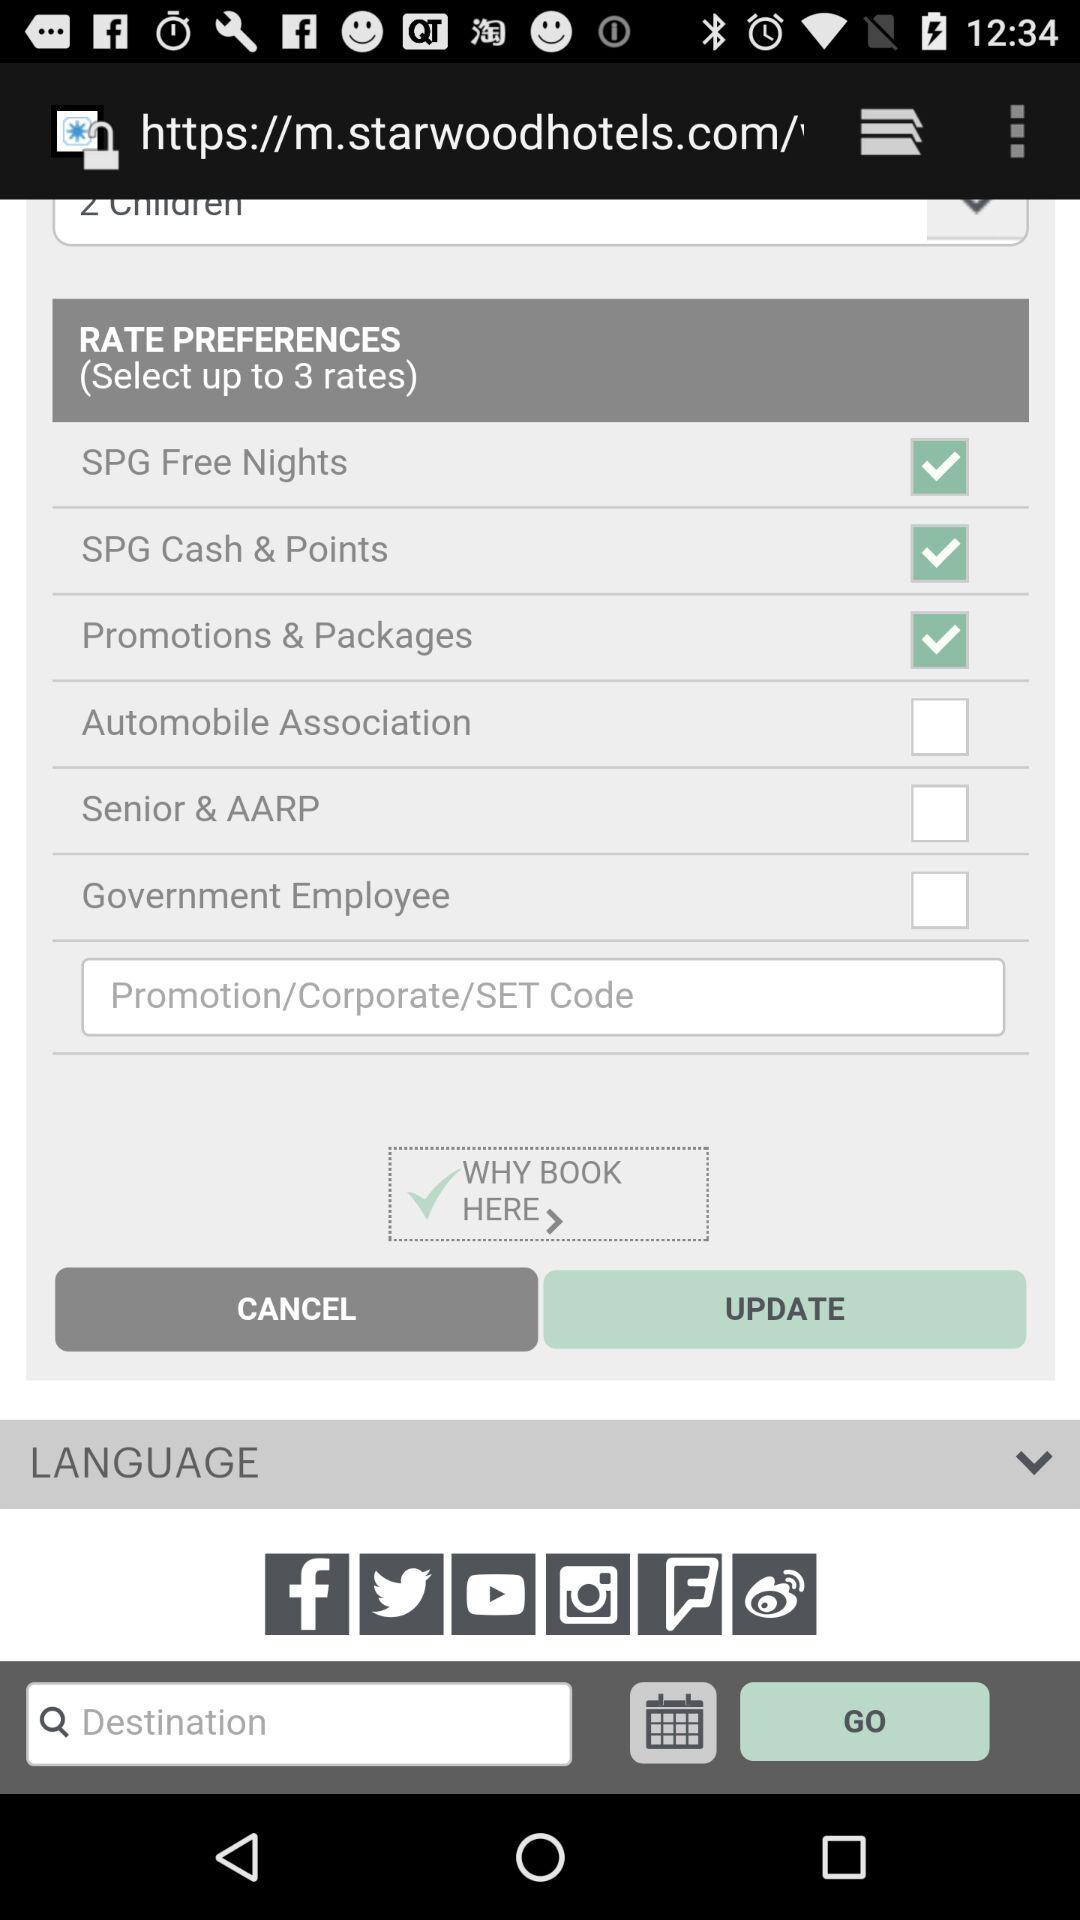 QT 淘 12:34
https://m.starwoodhotels.com/
2 Children
RATE PREFERENCES
(Select up to 3 rates)
SPG Free Nights
SPG Cash & Points
Promotions & Packages
Automobile Association
Senior & AARP
Government Employee
Promotion/Corporate/SET Code
WHY BOOK
HERE
CANCEL UPDATE
LANGUAGE
Destination GO